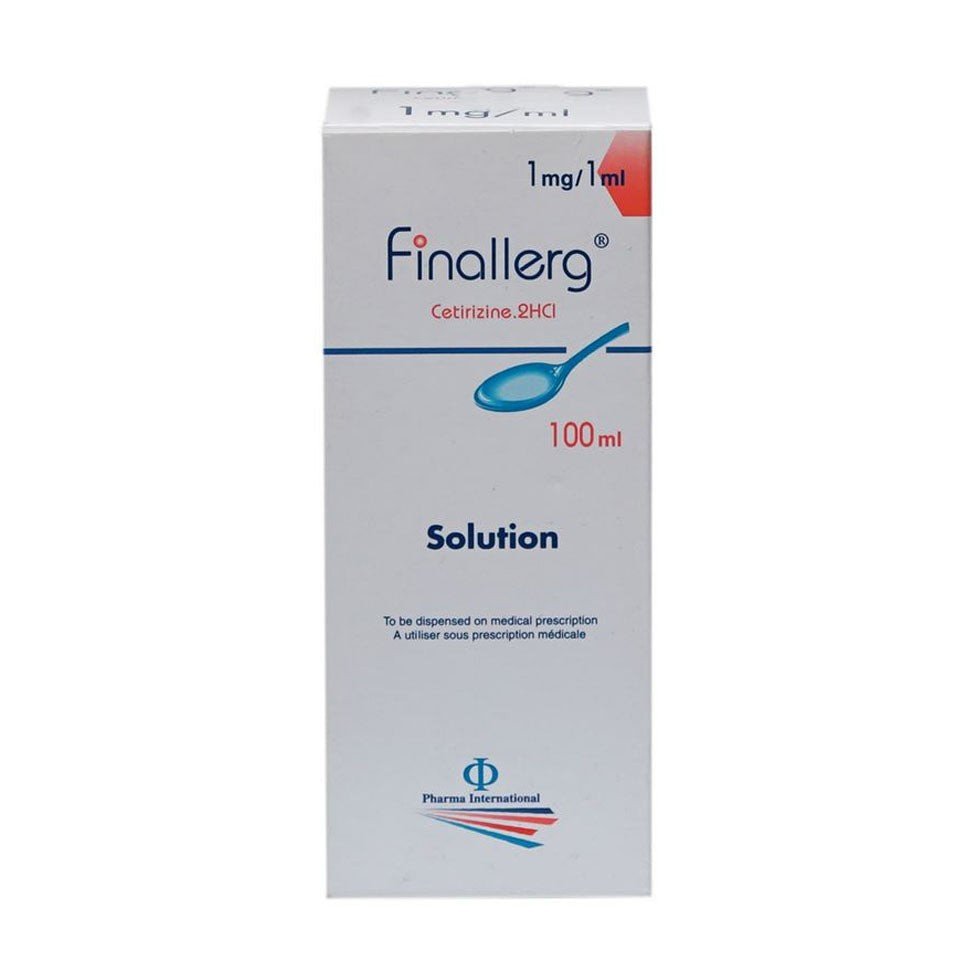 1mg/ml
1mg/1ml
Finallerg®
Cetirizine.2HCl
100ml
Solution
To be dispensed on medical prescription
A utiliser sous prescription médicale
Pharma International